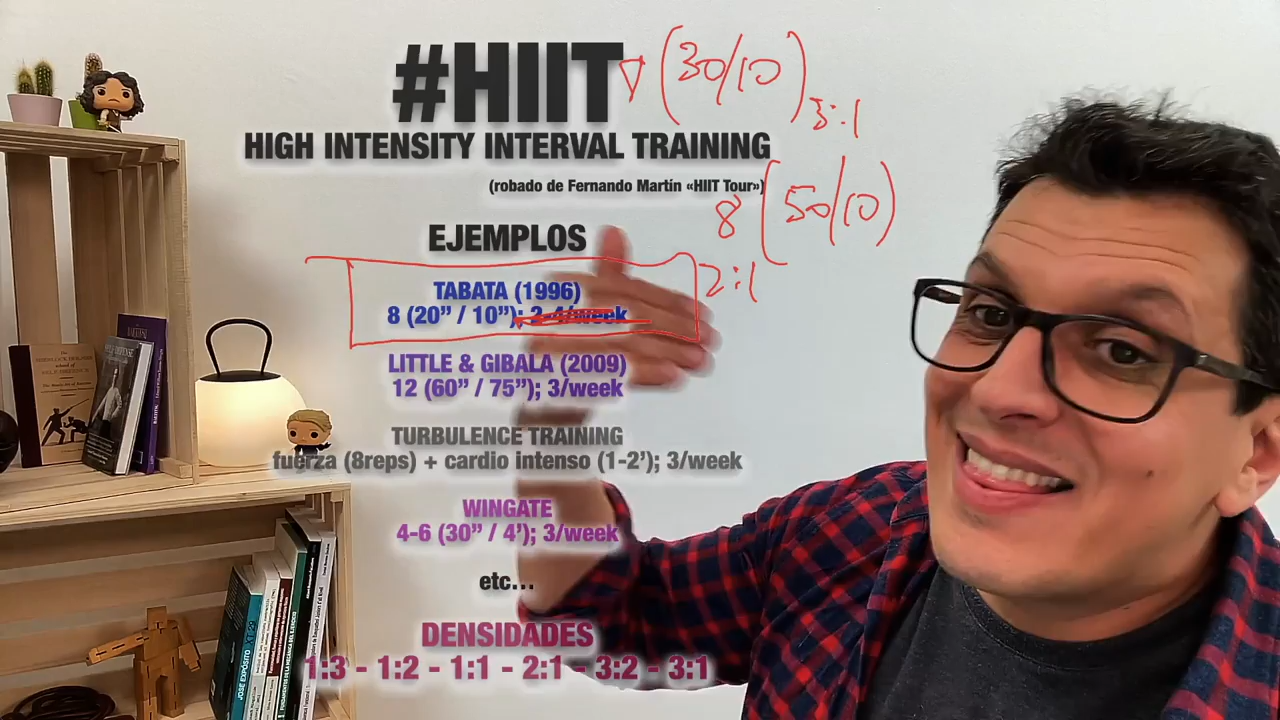 #HIIT
HIGH INTENSITY INTERVAL TRAINING
(robado de Fernando Martín «HIIT Tour»)
(30/10)
3:1
8 (50/10)
EJEMPLOS
TABATA (1996)
8 (20” / 10”); 2-4/week
2:1
LITTLE & GIBALA (2009)
12 (60” / 75”); 3/week
TURBULENCE TRAINING
fuerza (8reps) + cardio intenso (1-2’); 3/week
WINGATE
4-6 (30” / 4’); 3/week
etc...
DENSIDADES
1:3 - 1:2 - 1:1 - 2:1 - 3:2 - 3:1